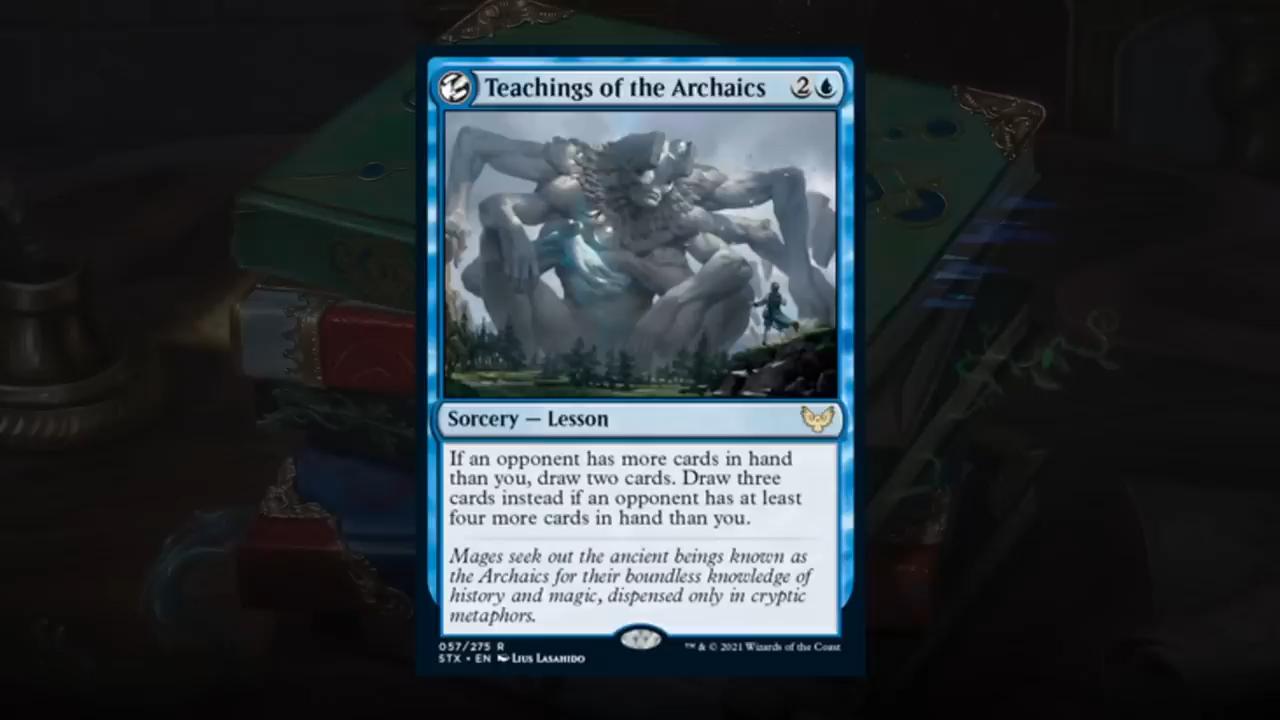 Teachings of the Archaics 2
Sorcery — Lesson
If an opponent has more cards in hand
than you, draw two cards. Draw three
cards instead if an opponent has at least
four more cards in hand than you.
Mages seek out the ancient beings known as
the Archaics for their boundless knowledge of
history and magic, dispensed only in cryptic
metaphors.
057/275 R
STX • EN Lius Lasahido
™ & © 2021 Wizards of the Coast